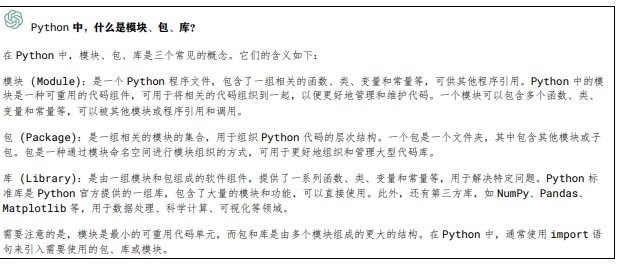 Python 中，什么是模块、包、库?
在 Python 中，模块、包、库是三个常见的概念。它们的含义如下：
模块 (Module)：是一个 Python 程序文件，包含了一组相关的函数、类、变量和常量等，可供其他程序引用。Python 中的模
块是一种可重用的代码组件，可用于将相关的代码组织到一起，以便更好地管理和维护代码。一个模块可以包含多个函数、类、
变量和常量等，可以被其他模块或程序引用和调用。
包 (Package)：是一组相关的模块的集合，用于组织 Python 代码的层次结构。一个包是一个文件夹，其中包含其他模块或子
包。包是一种通过模块命名空间进行模块组织的方式，可用于更好地组织和管理大型代码库。
库 (Library)：是由一组模块和包组成的软件组件，提供了一系列函数、类、变量和常量等，用于解决特定问题。Python 标
准库是 Python 官方提供的一组库，包含了大量的模块和功能，可以直接使用。此外，还有第三方库，如 NumPy、Pandas、
Matplotlib 等，用于数据处理、科学计算、可视化等领域。
需要注意的是，模块是最小的可重用代码单元，而包和库是由多个模块组成的更大的结构。在 Python 中，通常使用 import 语
句来引入需要使用的包、库或模块。